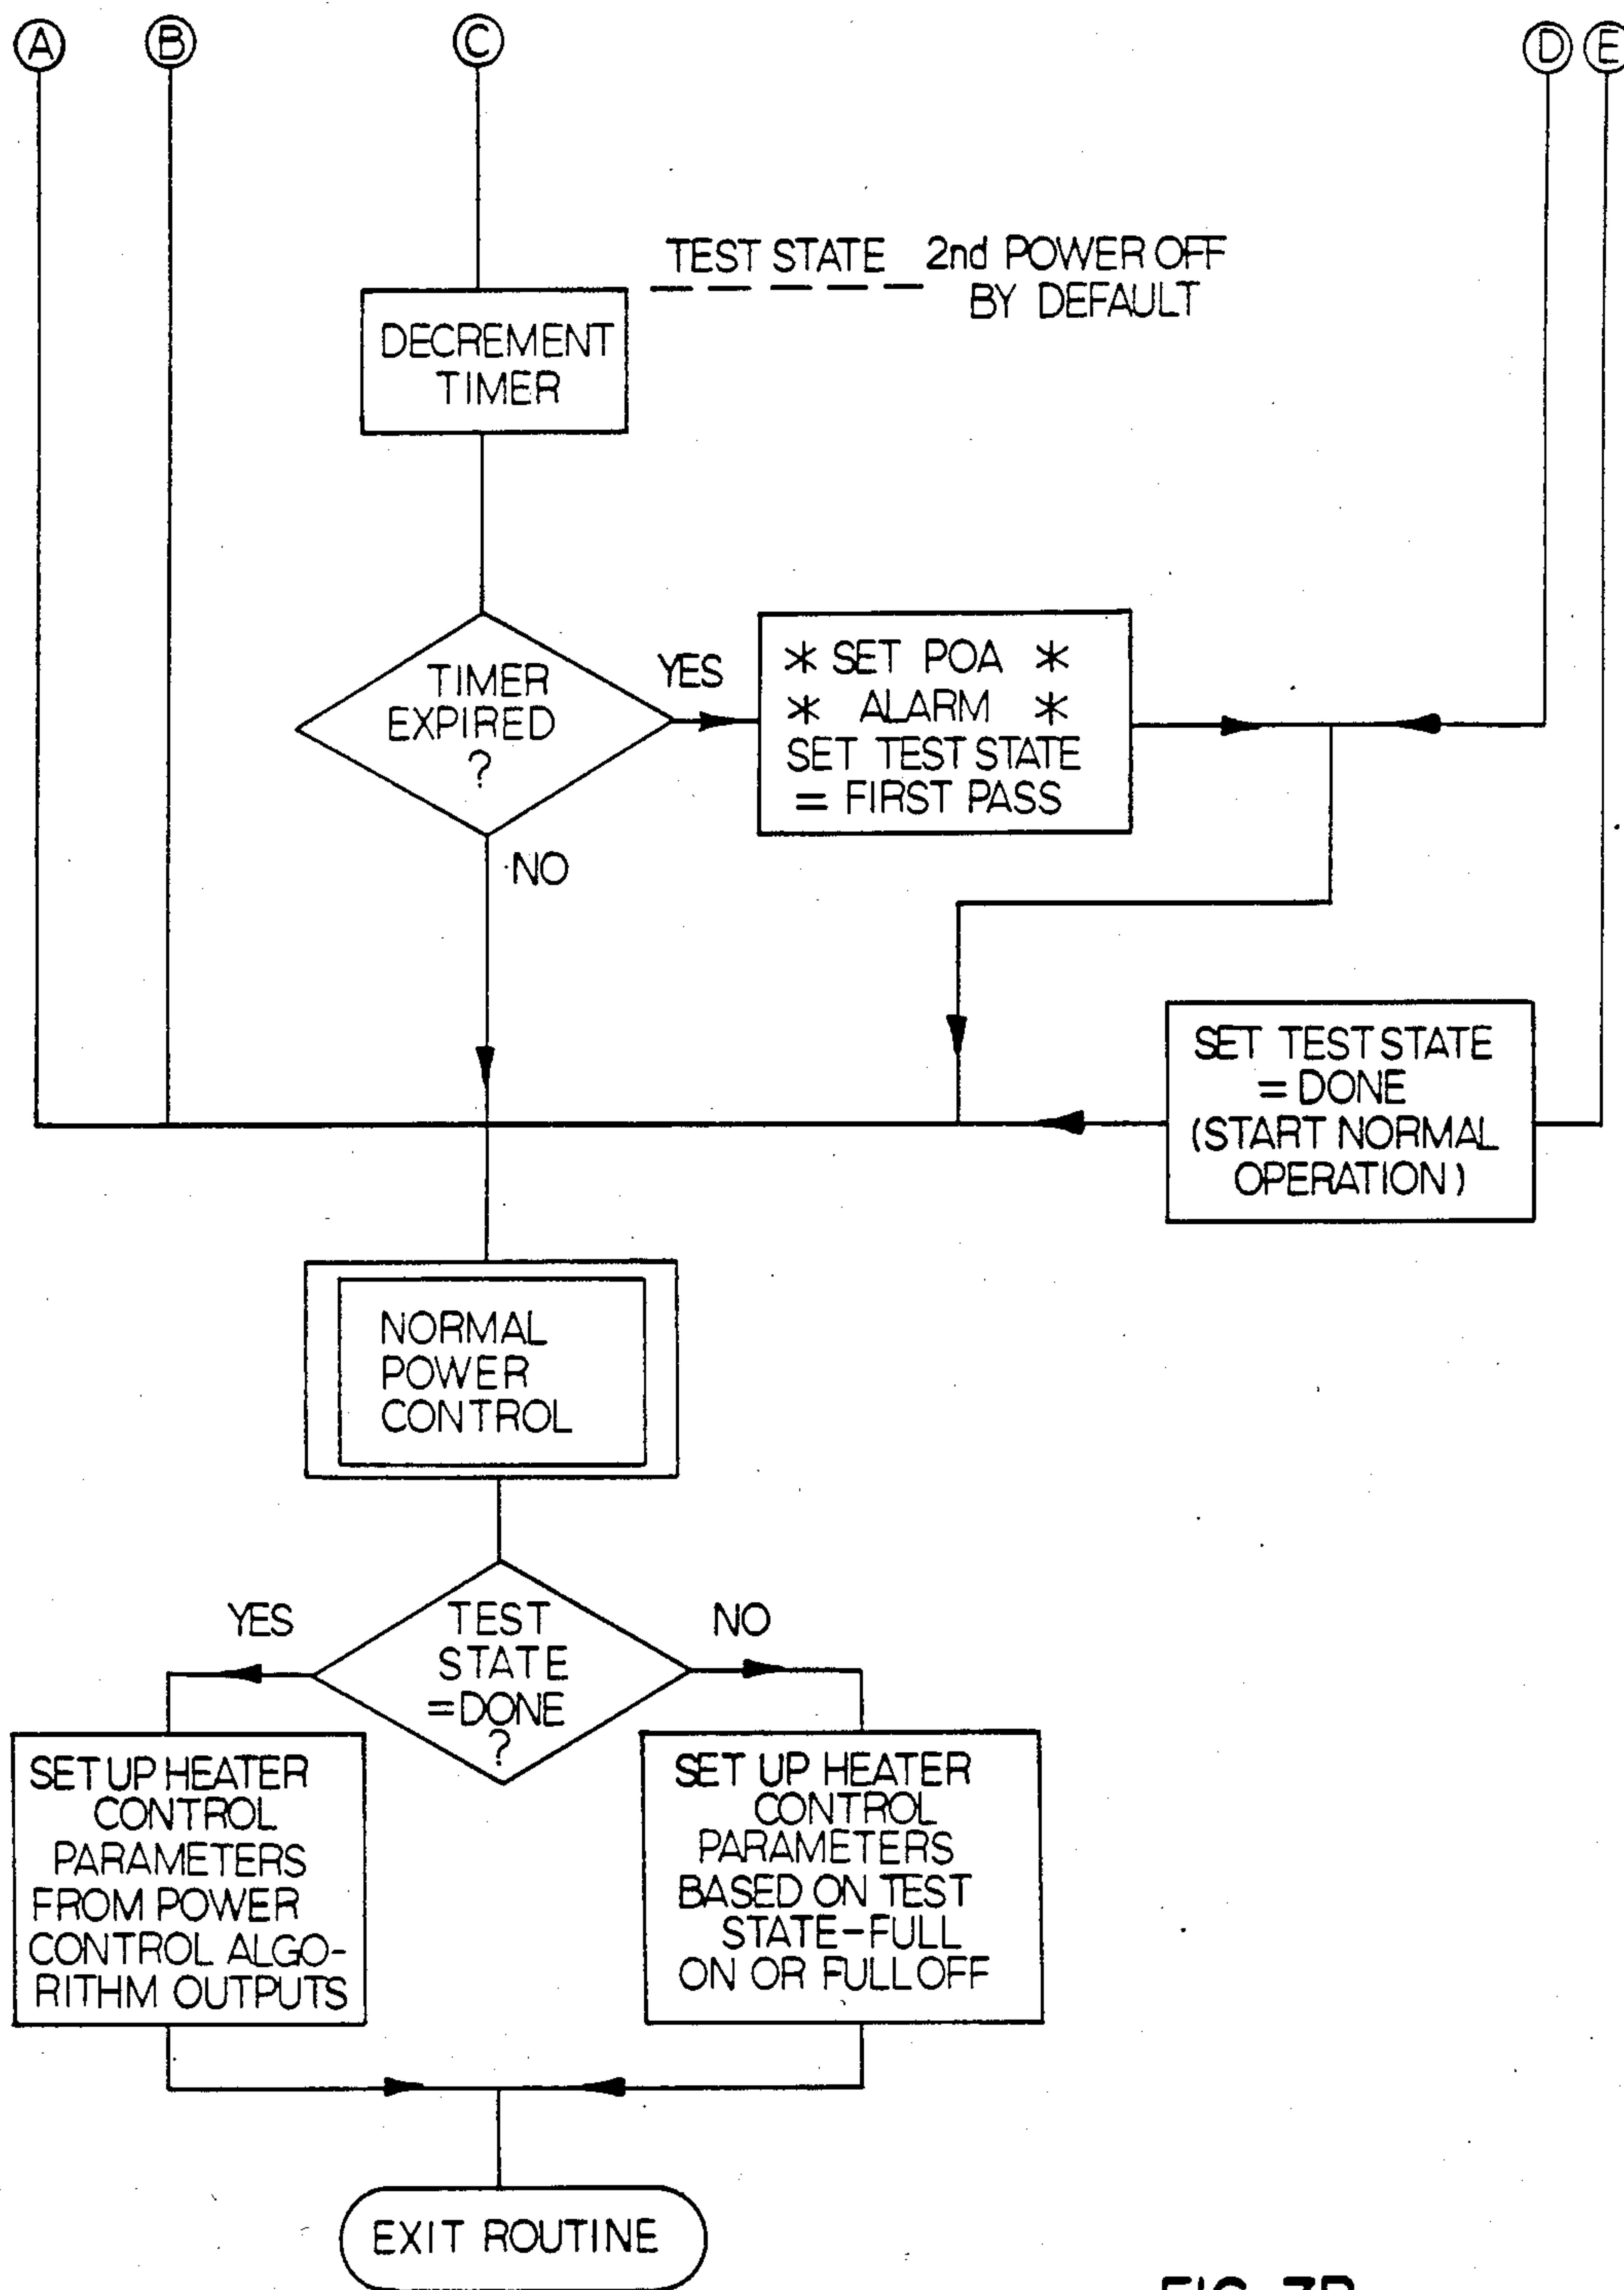 A B C D E
TEST STATE 2nd POWER OFF
BY DEFAULT
DECREMENT
TIMER
TIMER
EXPIRED
?
YES
* SET POA *
* ALARM *
SET TEST STATE
= FIRST PASS
NO
SET TEST STATE
= DONE
(START NORMAL
OPERATION)
NORMAL
POWER
CONTROL
YES
TEST
STATE
=DONE
?
NO
SET UP HEATER
CONTROL
PARAMETERS
FROM POWER
CONTROL ALGO-
RITHM OUTPUTS
SET UP HEATER
CONTROL
PARAMETERS
BASED ON TEST
STATE-FULL
ON OR FULL OFF
EXIT ROUTINE